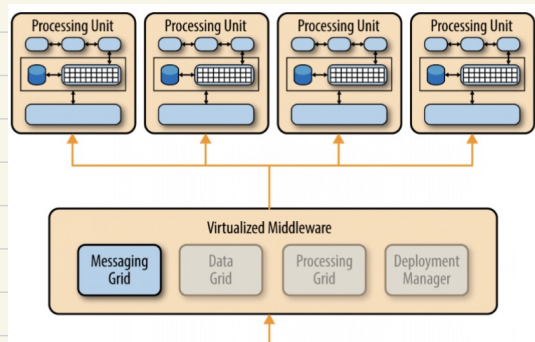 Processing Unit
Processing Unit
Processing Unit
Processing Unit
Virtualized Middleware
Messaging
Grid
Data
Grid
Processing
Grid
Deployment
Manager